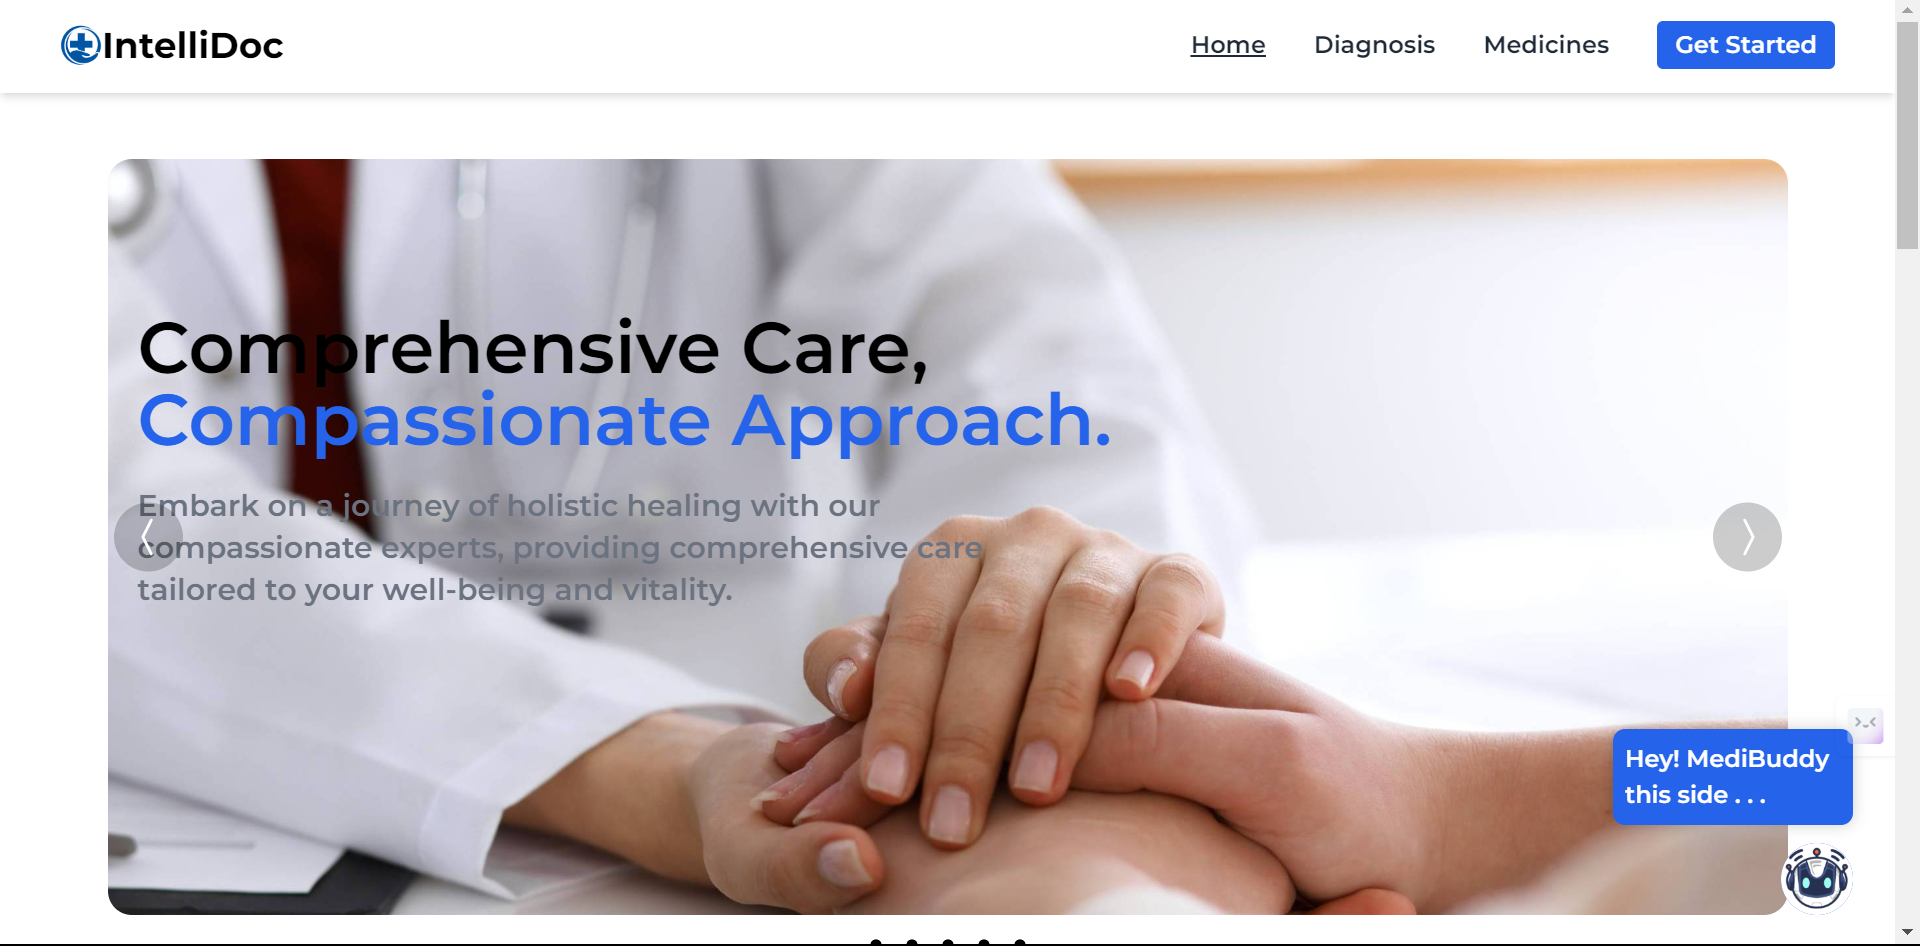 IntelliDoc
Home
Diagnosis
Medicines
Get Started
Comprehensive Care,
Compassionate Approach.
Embark on a journey of holistic healing with our
compassionate experts, providing comprehensive care
tailored to your well-being and vitality.
Hey! MediBuddy
this side . . .